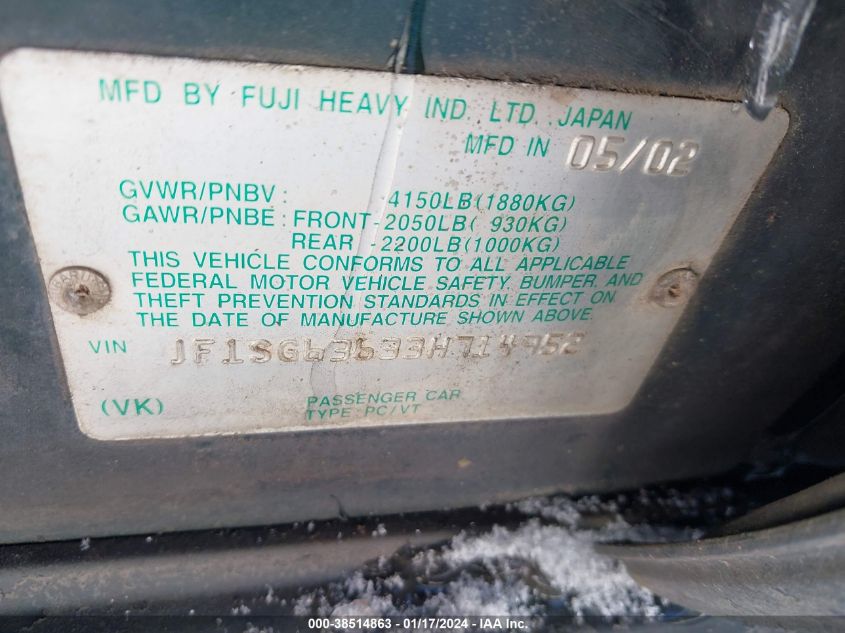 MFD BY FUJI HEAVY IND. LTD. JAPAN
MFD IN 05/02
GVWR/PNBV: 4150LB(1880KG)
GAWR/PNBE: FRONT-2050LB( 930KG)
REAR -2200LB(1000KG)
THIS VEHICLE CONFORMS TO ALL APPLICABLE
FEDERAL MOTOR VEHICLE SAFETY, BUMPER, AND
THEFT PREVENTION STANDARDS IN EFFECT ON
THE DATE OF MANUFACTURE SHOWN ABOVE.
VIN JF1SG63633H714952
(VK) PASSENGER CAR
TYPE: PC/VT
000-38514863 01/17/2024 IAA Inc.